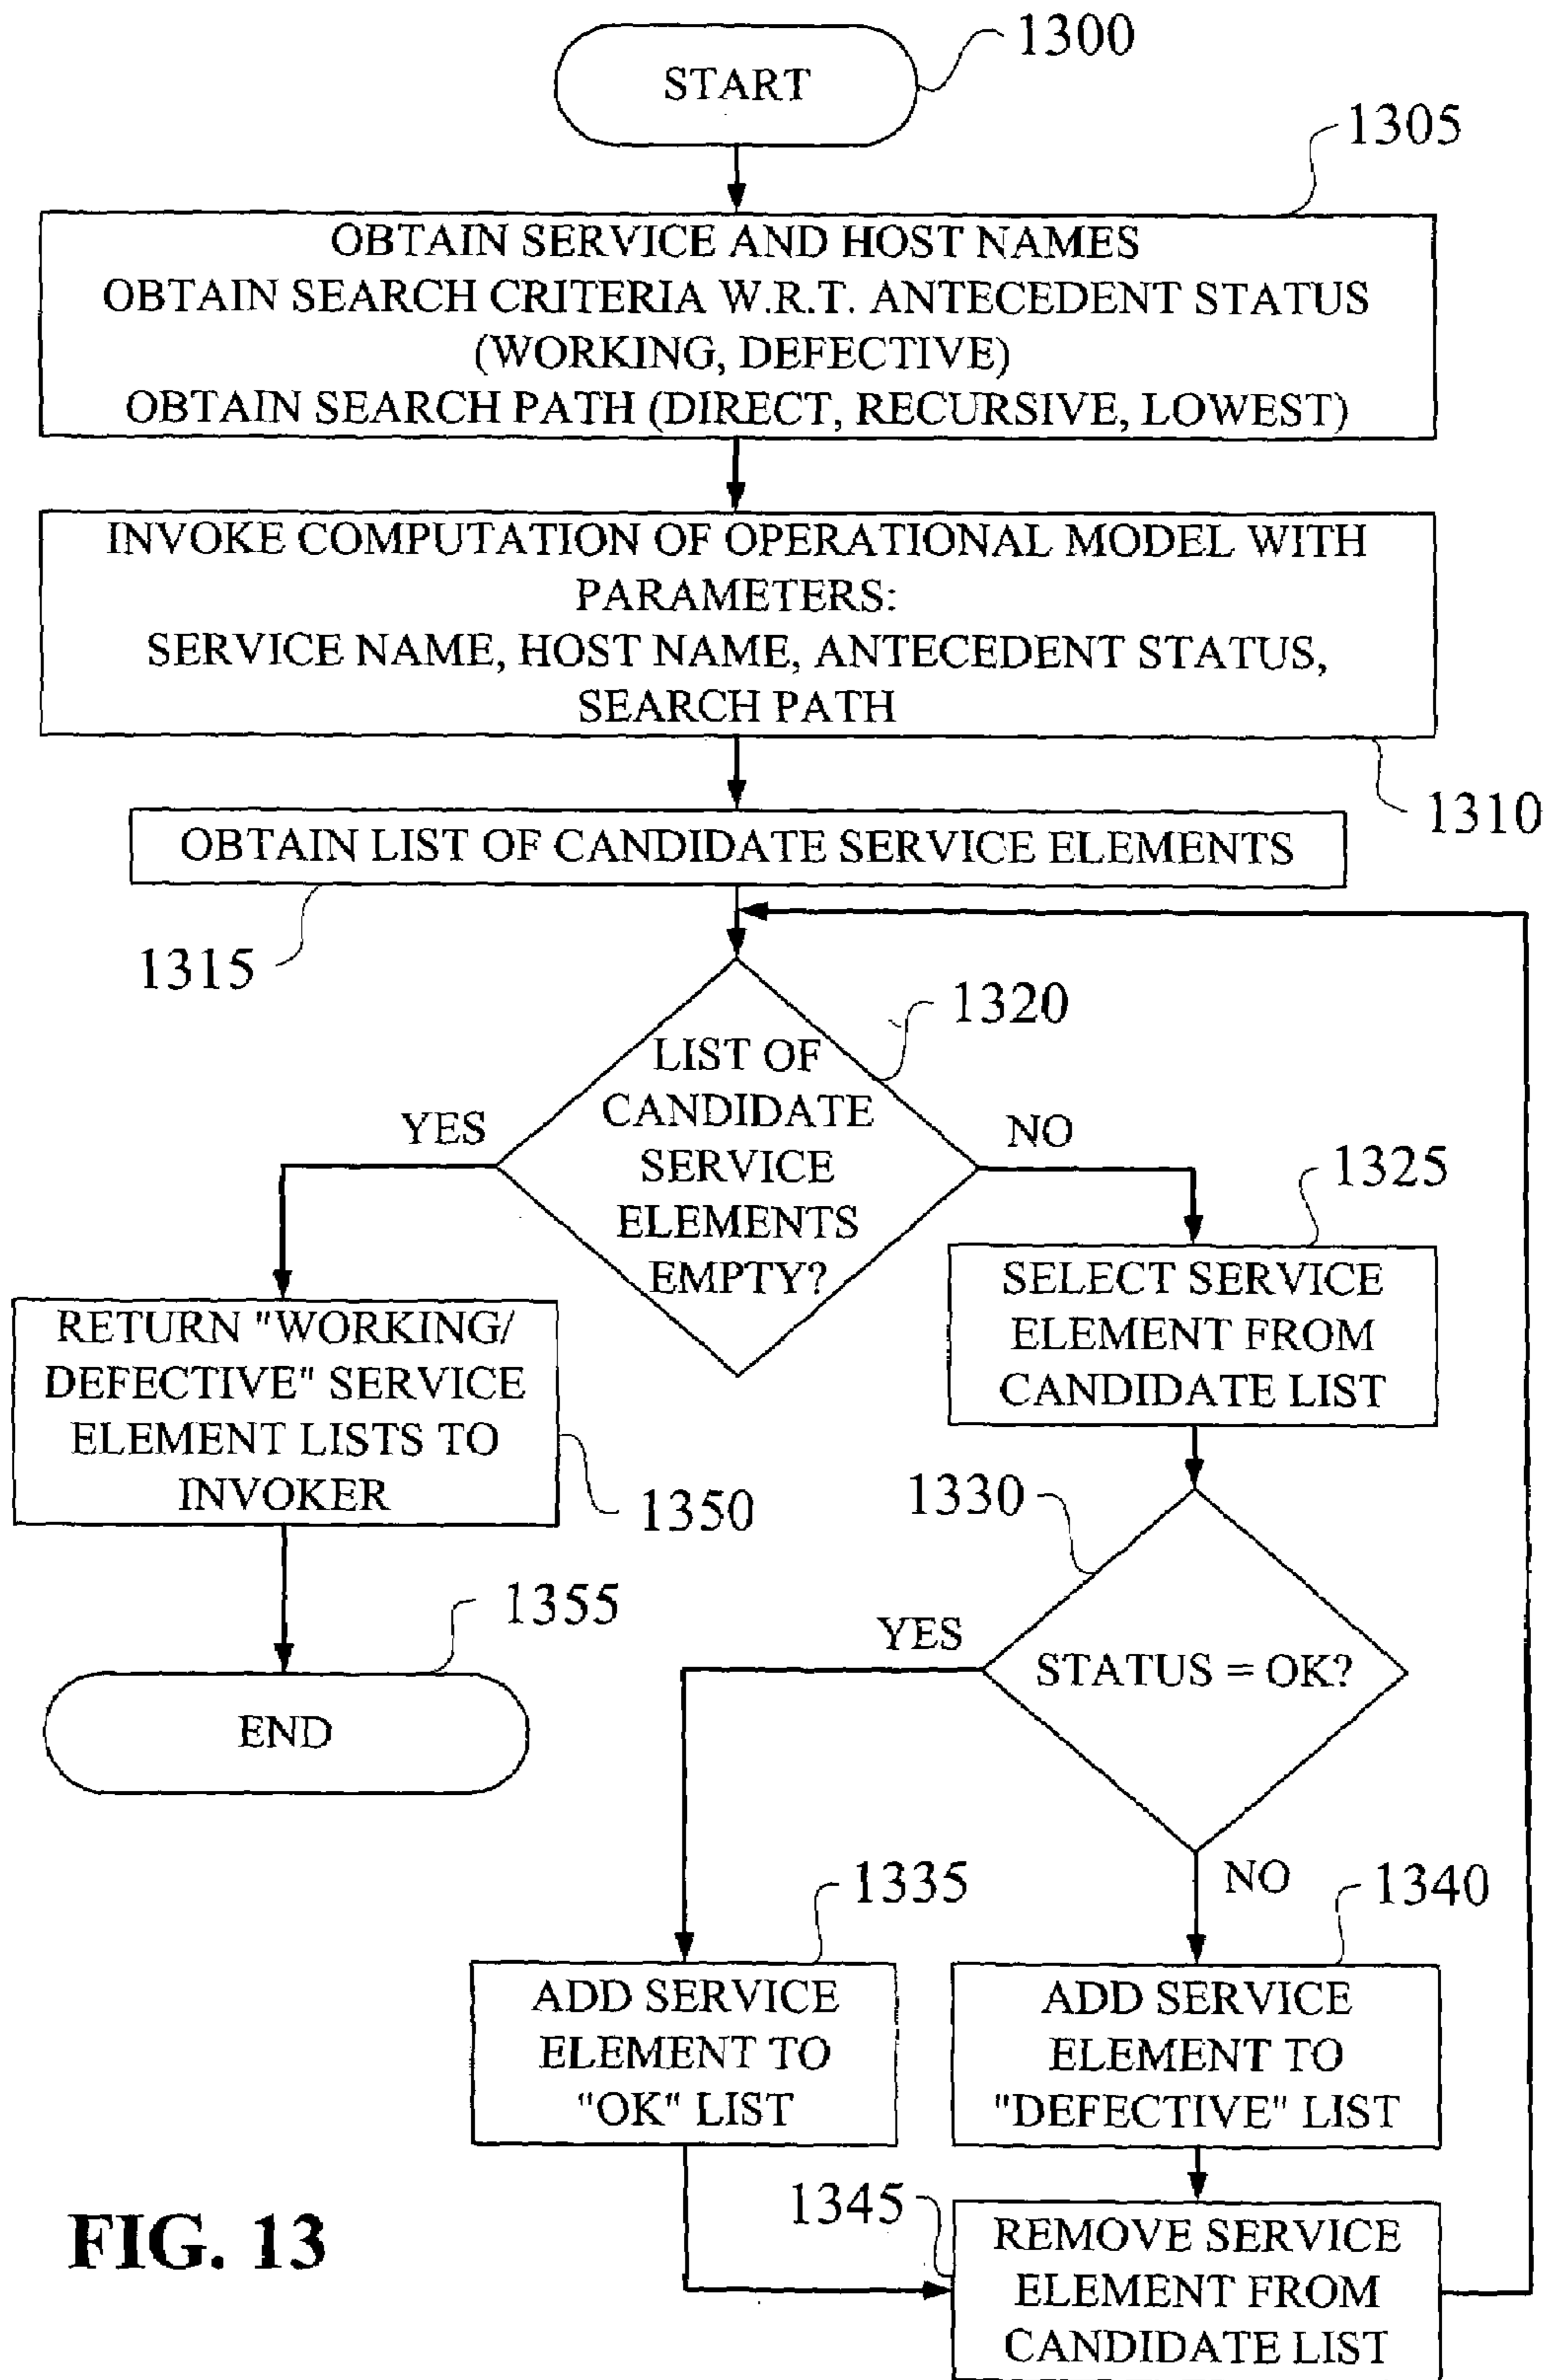 START
1300
1305
OBTAIN SERVICE AND HOST NAMES
OBTAIN SEARCH CRITERIA W.R.T. ANTECEDENT STATUS
(WORKING, DEFECTIVE)
OBTAIN SEARCH PATH (DIRECT, RECURSIVE, LOWEST)
INVOKE COMPUTATION OF OPERATIONAL MODEL WITH
PARAMETERS:
SERVICE NAME, HOST NAME, ANTECEDENT STATUS,
SEARCH PATH
1310
OBTAIN LIST OF CANDIDATE SERVICE ELEMENTS
1315
1320
LIST OF
CANDIDATE
SERVICE
ELEMENTS
EMPTY?
YES
NO
1325
SELECT SERVICE
ELEMENT FROM
CANDIDATE LIST
RETURN "WORKING/
DEFECTIVE" SERVICE
ELEMENT LISTS TO
INVOKER
1350
1330
1355
END
YES
STATUS = OK?
NO
1335
1340
ADD SERVICE
ELEMENT TO
"OK" LIST
ADD SERVICE
ELEMENT TO
"DEFECTIVE" LIST
1345
REMOVE SERVICE
ELEMENT FROM
CANDIDATE LIST
FIG. 13